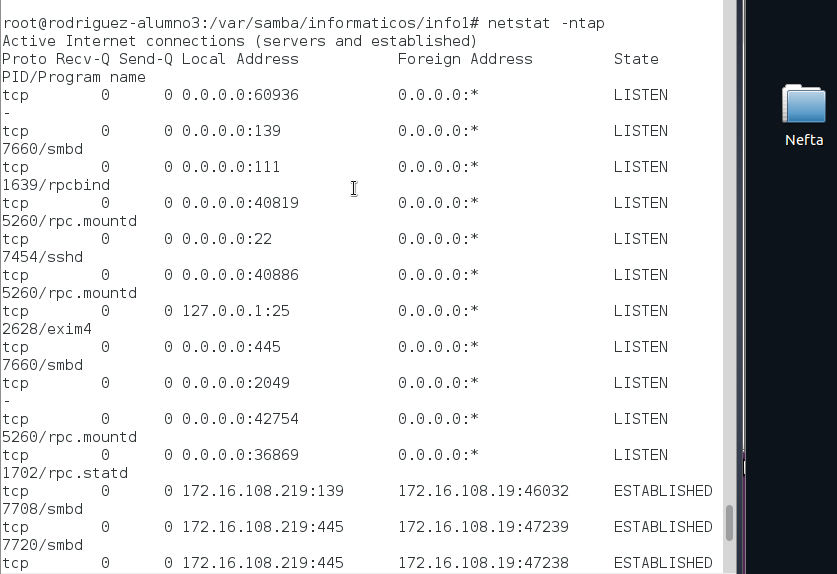 root@rodriguez-alumno3:/var/samba/informaticos/info1# netstat -ntap
Active Internet connections (servers and established)
Proto Recv-Q Send-Q Local Address           Foreign Address         State
PID/Program name
tcp        0      0 0.0.0.0:60936           0.0.0.0:*               LISTEN
-
tcp        0      0 0.0.0.0:139             0.0.0.0:*               LISTEN
7660/smbd
tcp        0      0 0.0.0.0:111             0.0.0.0:*               LISTEN
1639/rpcbind
tcp        0      0 0.0.0.0:40819           0.0.0.0:*               LISTEN
5260/rpc.mountd
tcp        0      0 0.0.0.0:22              0.0.0.0:*               LISTEN
7454/sshd
tcp        0      0 0.0.0.0:40886           0.0.0.0:*               LISTEN
5260/rpc.mountd
tcp        0      0 127.0.0.1:25            0.0.0.0:*               LISTEN
2628/exim4
tcp        0      0 0.0.0.0:445             0.0.0.0:*               LISTEN
7660/smbd
tcp        0      0 0.0.0.0:2049            0.0.0.0:*               LISTEN
-
tcp        0      0 0.0.0.0:42754           0.0.0.0:*               LISTEN
5260/rpc.mountd
tcp        0      0 0.0.0.0:36869           0.0.0.0:*               LISTEN
1702/rpc.statd
tcp        0      0 172.16.108.219:139      172.16.108.19:46032     ESTABLISHED
7708/smbd
tcp        0      0 172.16.108.219:445      172.16.108.19:47239     ESTABLISHED
7720/smbd
tcp        0      0 172.16.108.219:445      172.16.108.19:47238     ESTABLISHED
Nefta